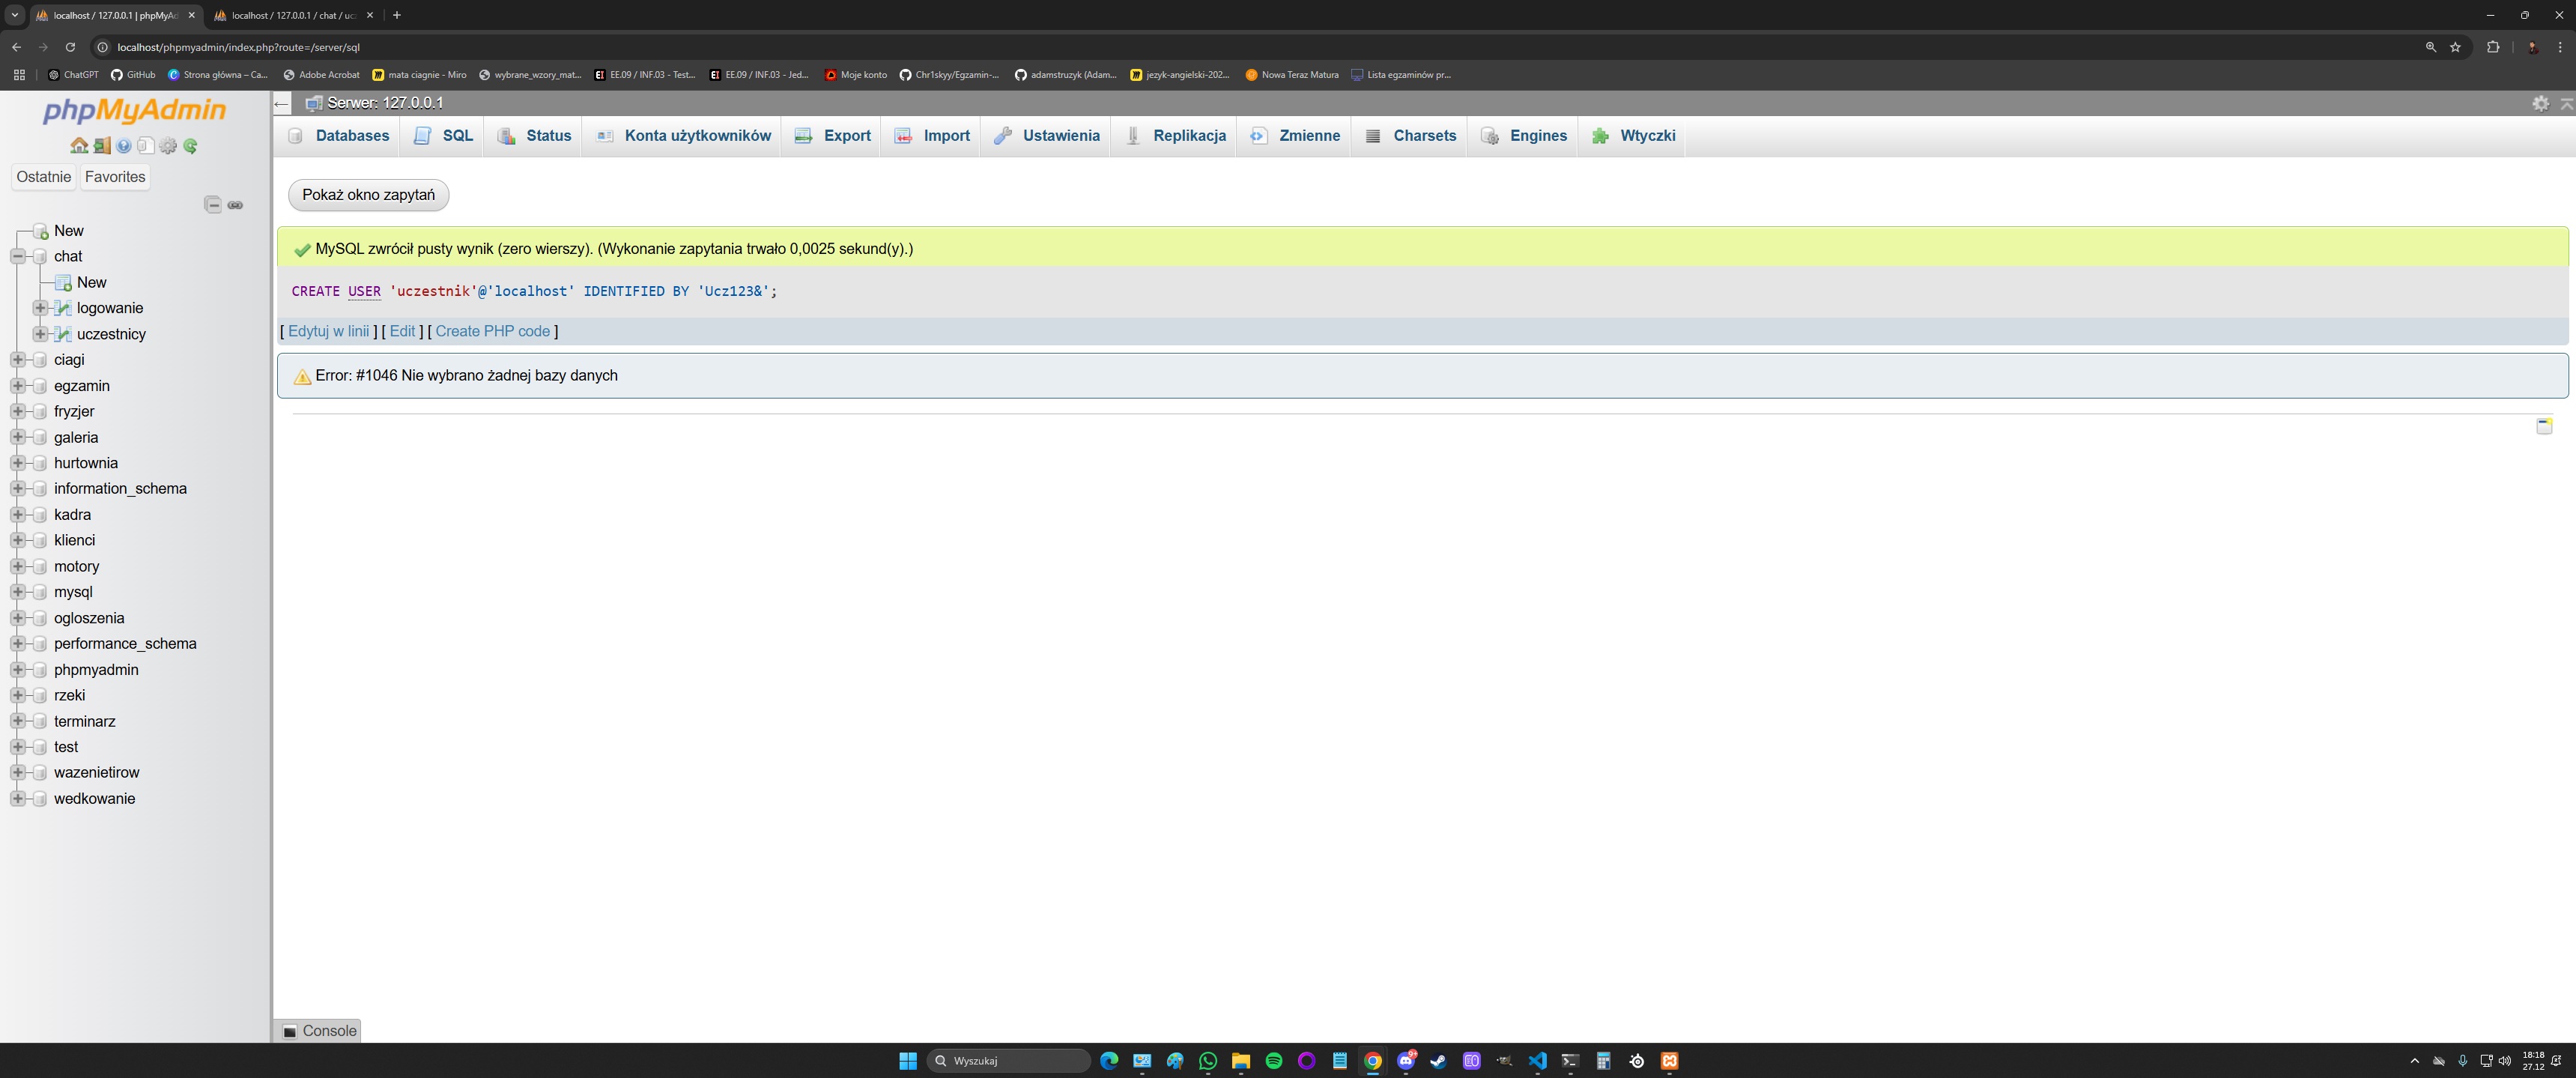 localhost / 127.0.0.1 | phpMyAd
localhost / 127.0.0.1 / chat / ucz
localhost/phpmyadmin/index.php?route=/server/sql
ChatGPT
GitHub
Strona główna – Ca...
Adobe Acrobat
mata ciagnie - Miro
wybrane_wzory_mat...
EE.09 / INF.03 - Test...
EE.09 / INF.03 - Jed...
Moje konto
Chr1skyy/Egzamin-...
adamstruzyk (Adam...
jezyk-angielski-202...
Nowa Teraz Matura
Lista egzaminów pr...
phpMyAdmin
Ostatnie Favorites
New
chat
New
logowanie
uczestnicy
ciagi
egzamin
fryzjer
galeria
hurtownia
information_schema
kadra
klienci
motory
mysql
ogloszenia
performance_schema
phpmyadmin
rzeki
terminarz
test
wazenietirow
wedkowanie
Serwer: 127.0.0.1
Databases SQL Status Konta użytkowników Export Import Ustawienia Replikacja Zmienne Charsets Engines Wtyczki
Pokaż okno zapytań
MySQL zwrócił pusty wynik (zero wierszy). (Wykonanie zapytania trwało 0,0025 sekund(y).)
CREATE USER 'uczestnik'@'localhost' IDENTIFIED BY 'Ucz123&';
[ Edytuj w linii ] [ Edit ] [ Create PHP code ]
Error: #1046 Nie wybrano żadnej bazy danych
Console
Wyszukaj
18:18
27.12